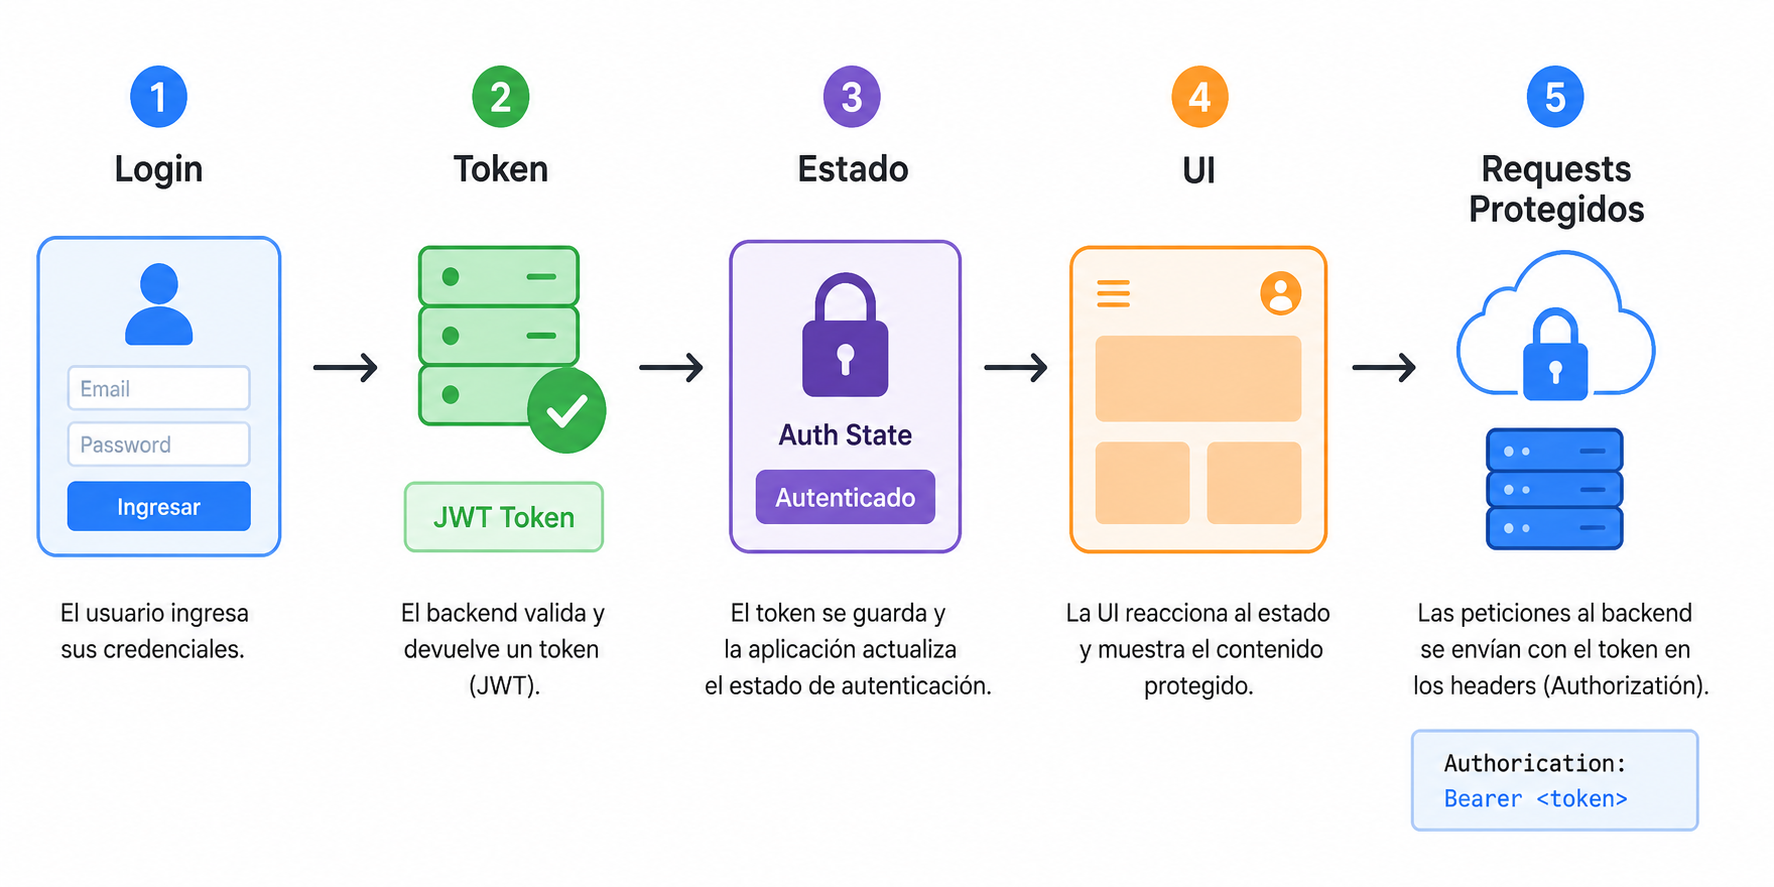 1
Login
Email
Password
Ingresar
El usuario ingresa
sus credenciales.
2
Token
JWT Token
El backend valida y
devuelve un token
(JWT).
3
Estado
Auth State
Autenticado
El token se guarda y
la aplicación actualiza
el estado de autenticación.
4
UI
La UI reacciona al estado
y muestra el contenido
protegido.
5
Requests
Protegidos
Las peticiones al backend
se envían con el token en
los headers (Authorizatión).
Authorication:
Bearer <token>